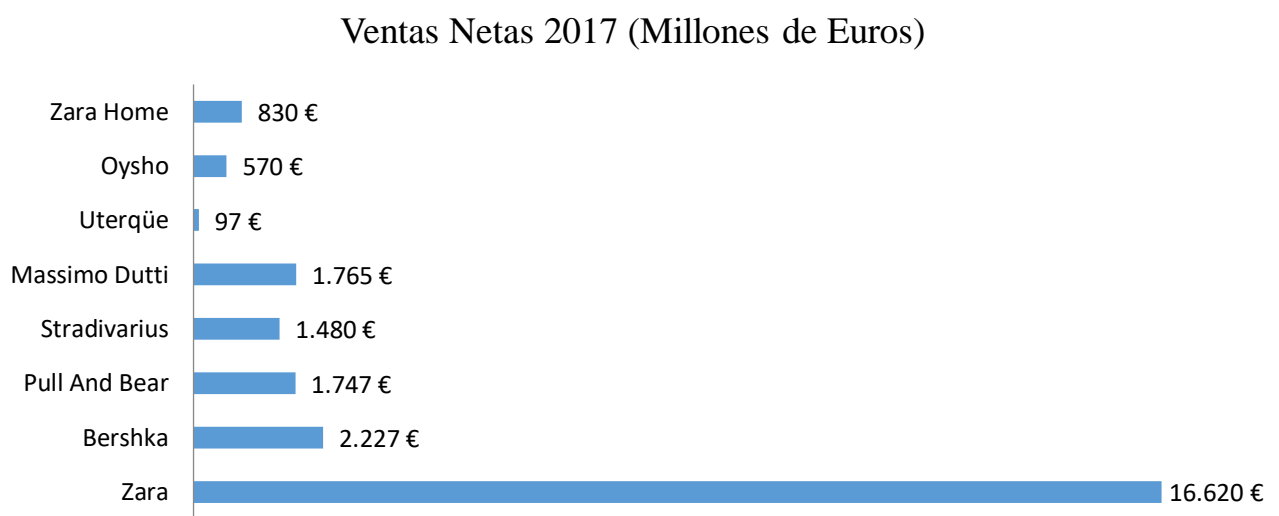 Ventas Netas 2017 (Millones de Euros)
Zara Home 830 €
Oysho 570 €
Uterqüe 97 €
Massimo Dutti 1.765 €
Stradivarius 1.480 €
Pull And Bear 1.747 €
Bershka 2.227 €
Zara 16.620 €